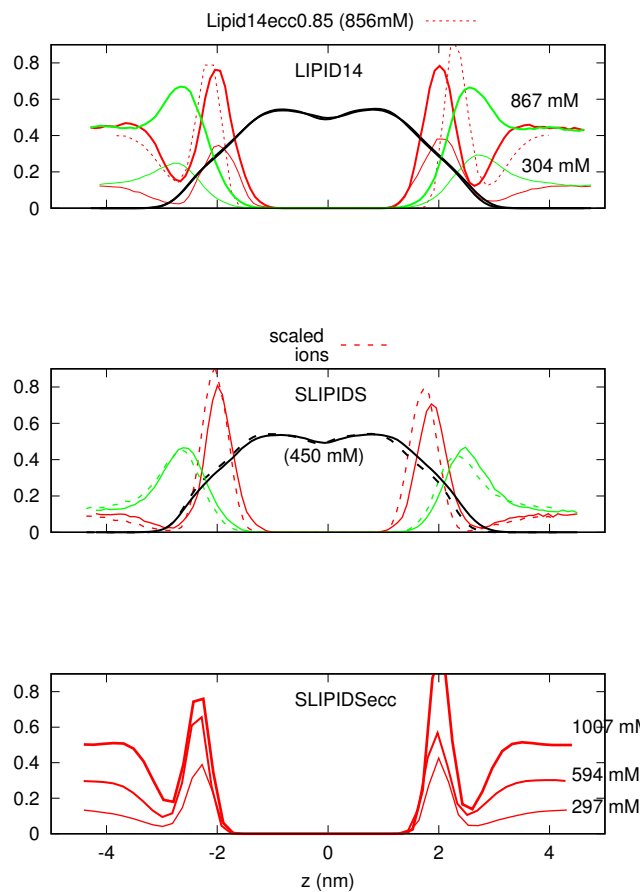 Lipid14ecc0.85 (856mM)
LIPID14
0.8
867 mM
0.6
0.4
304 mM
0.2
0
scaled
ions
SLIPIDS
0.8
0.6
(450 mM)
0.4
0.2
0
SLIPIDSecc
0.8
1007 mM
0.6
0.4
594 mM
0.2
297 mM
0
-4 -2 0 2 4
z (nm)